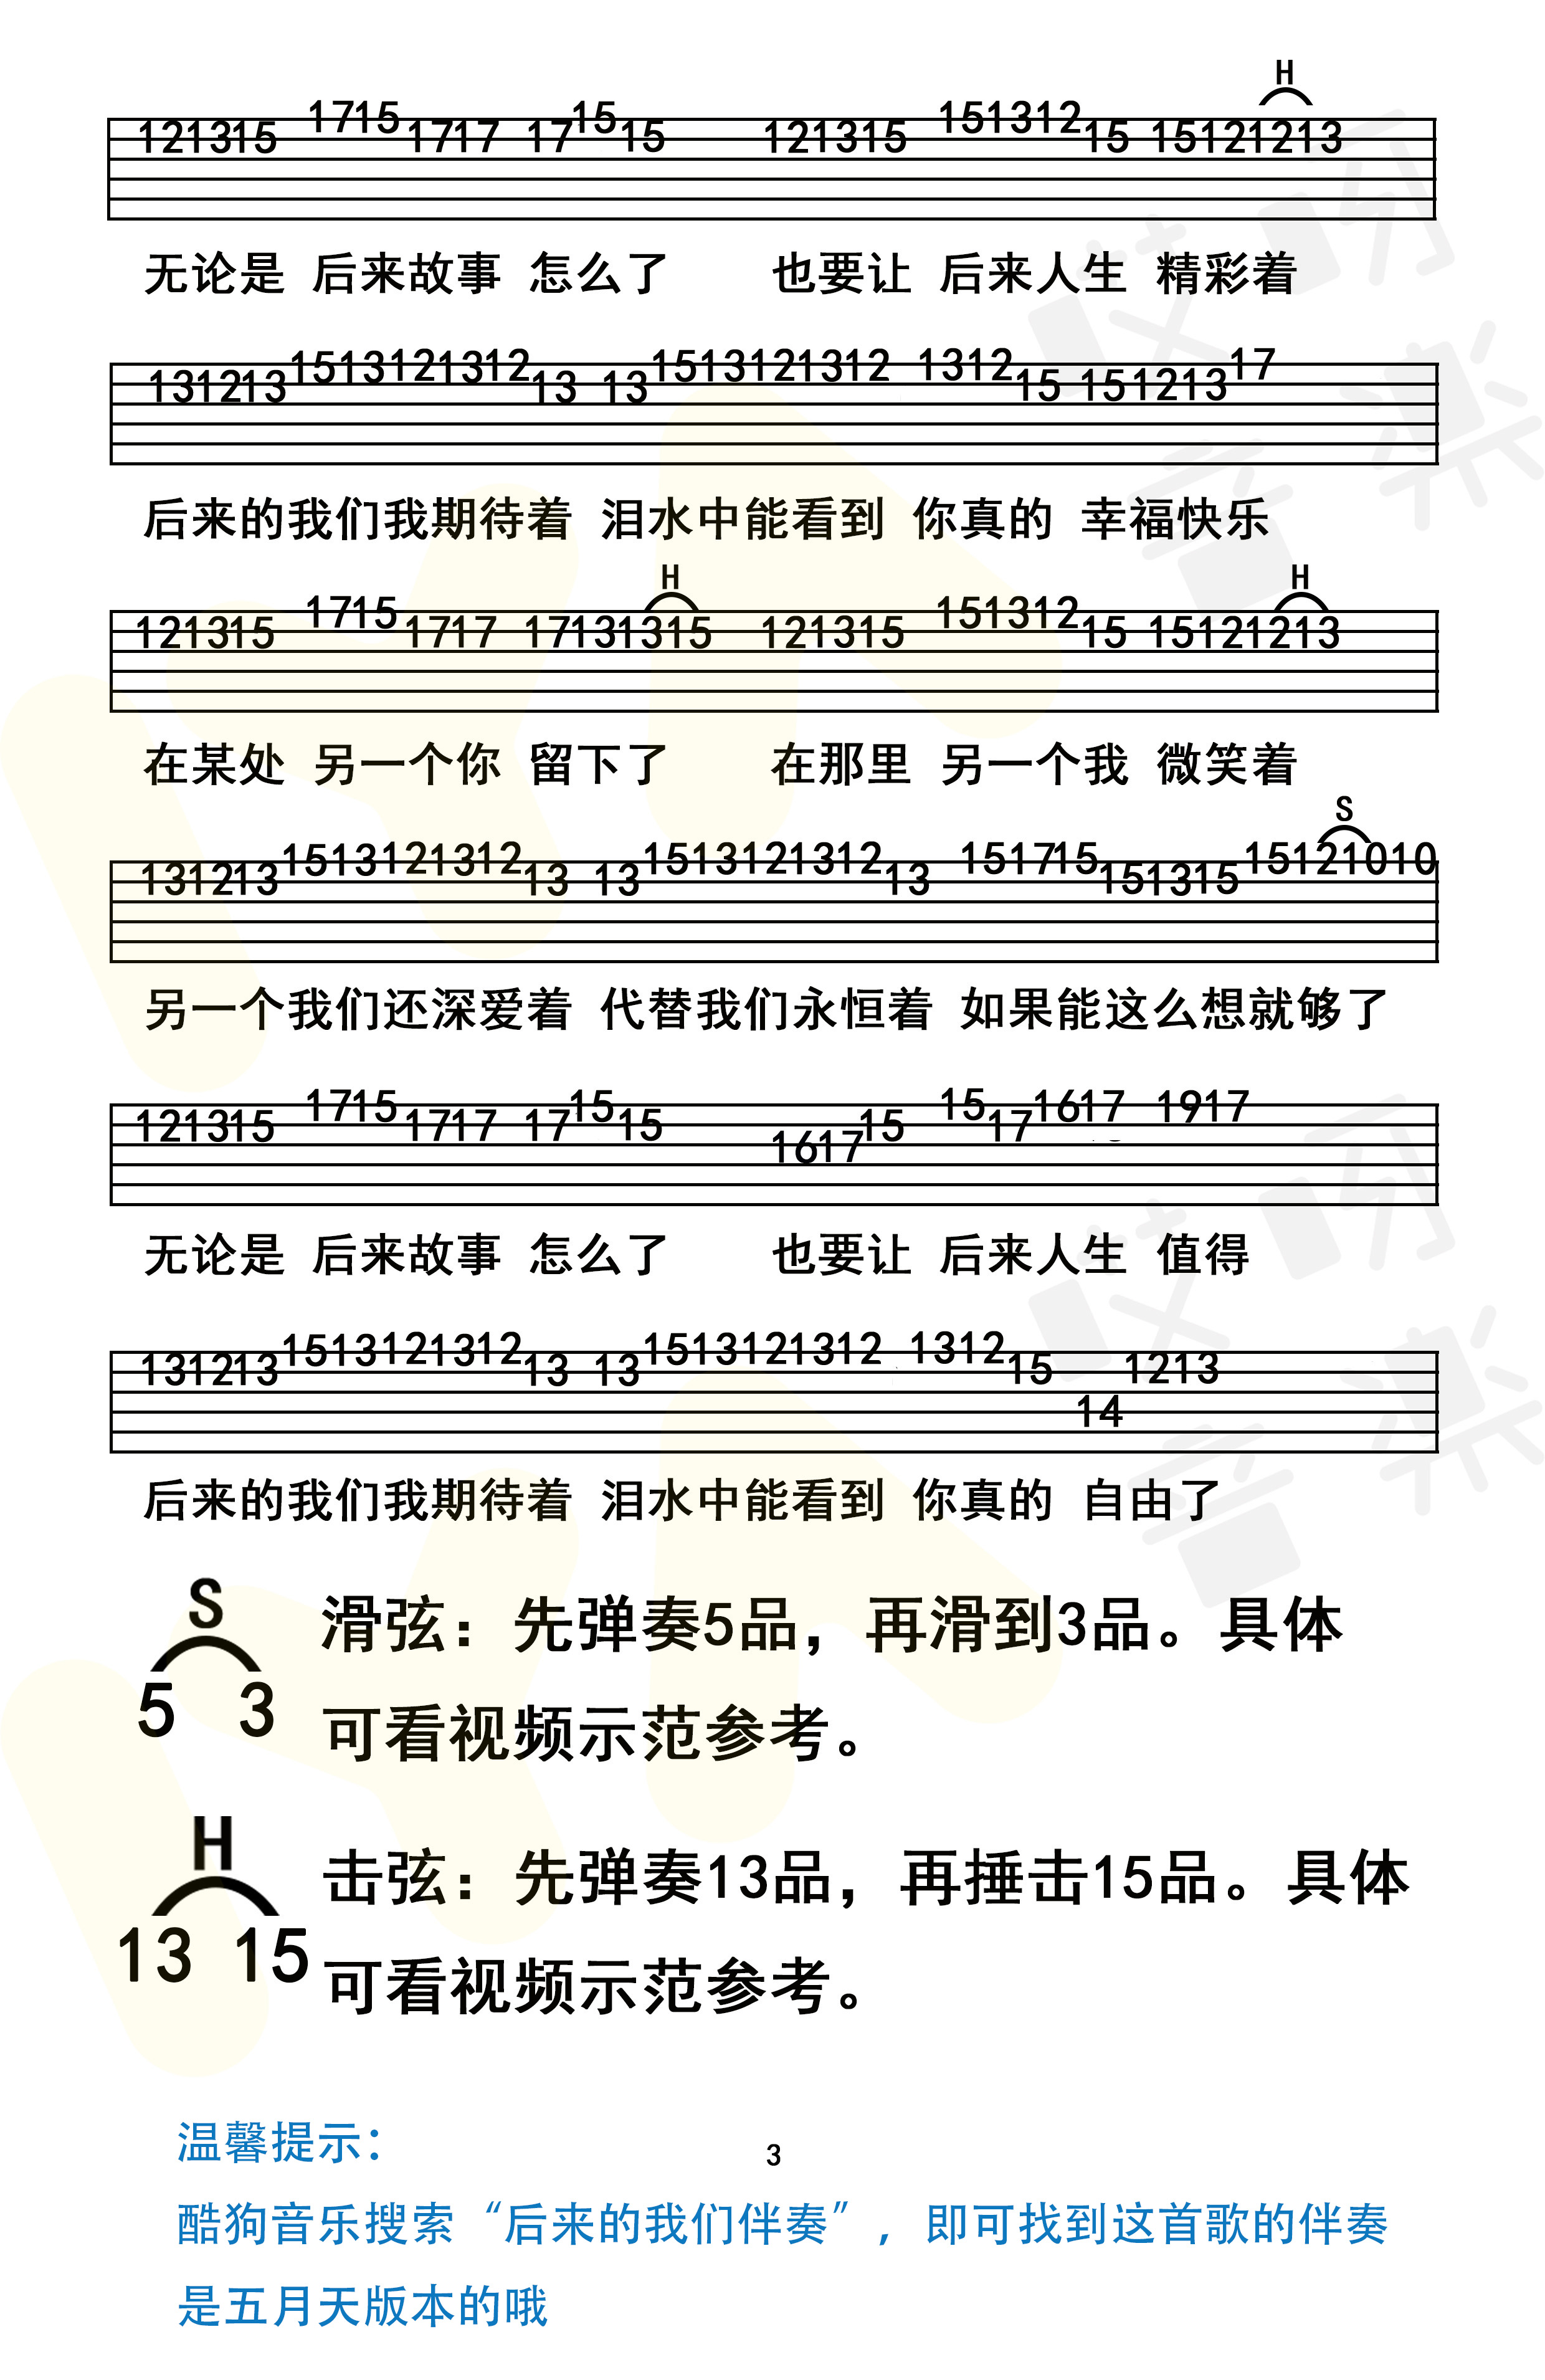 H
121315 1715 1717 17 15 15 121315 151312 15 15121213
无论是 后来故事 怎么了 也要让 后来人生 精彩着
131213 1513121312 13 13 1513121312 1312 15 151213 17
后来的我们我期待着 泪水中能看到 你真的 幸福快乐
H H
121315 1715 1717 17131315 121315 151312 15 15121213
在某处 另一个你 留下了 在那里 另一个我 微笑着
S
131213 1513121312 13 13 1513121312 13 151715 151315 15121010
另一个我们还深爱着 代替我们永恒着 如果能这么想就够了
121315 1715 1717 17 15 15 1617 15 15 17 1617 1917
无论是 后来故事 怎么了 也要让 后来人生 值得
131213 1513121312 13 13 1513121312 1312 15 14 1213
后来的我们我期待着 泪水中能看到 你真的 自由了
S
5 3
滑弦：先弹奏5品，再滑到3品。具体
可看视频示范参考。
H
13 15
击弦：先弹奏13品，再捶击15品。具体
可看视频示范参考。
温馨提示：
3
酷狗音乐搜索“后来的我们伴奏”，即可找到这首歌的伴奏
是五月天版本的哦